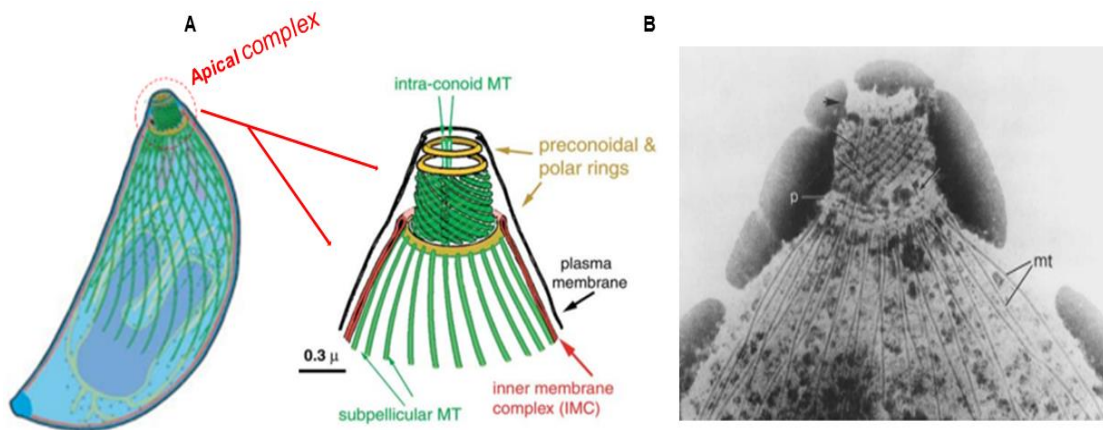 A
B
Apical complex
intra-conoid MT
preconoidal &
polar rings
plasma
membrane
0.3 μ
inner membrane
complex (IMC)
subpellicular MT
p
mt